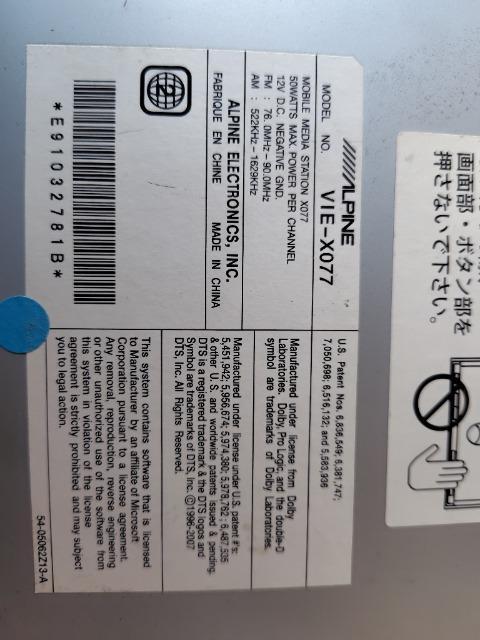 ALPINE
MODEL NO. VIE-X077
MOBILE MEDIA STATION X077
50WATTS MAX POWER PER CHANNEL
12V D.C. NEGATIVE GND.
FM : 76.0MHz-90.0MHz
AM : 522KHz-1629KHz
ALPINE ELECTRONICS, INC.
FABRIQUE EN CHINE MADE IN CHINA
2
*E91032781B*
U.S. Patent Nos. 6,836,549; 6,381,747;
7,050,698; 6,516,132; and 5,583,936
Manufactured under license from Dolby
Laboratories. Dolby, Pro Logic, and the double-D
symbol are trademarks of Dolby Laboratories.
Manufactured under license under U.S. patent #'s:
5,451,942; 5,956,674; 5,974,380; 5,978,762; 6,487,535
& other U.S. and worldwide patents issued & pending.
DTS is a registered trademark & the DTS logos and
Symbol are trademarks of DTS, Inc. ©1996-2007
DTS, Inc. All Rights Reserved.
This system contains software that is licensed
to Manufacturer by an affiliate of Microsoft
Corporation pursuant to a license agreement.
Any removal, reproduction, reverse engineering
or other unauthorized use of the software from
this system in violation of the license
agreement is strictly prohibited and may subject
you to legal action.
54-05062Z13-A
画面部・ボタン部を
押さないで下さい。